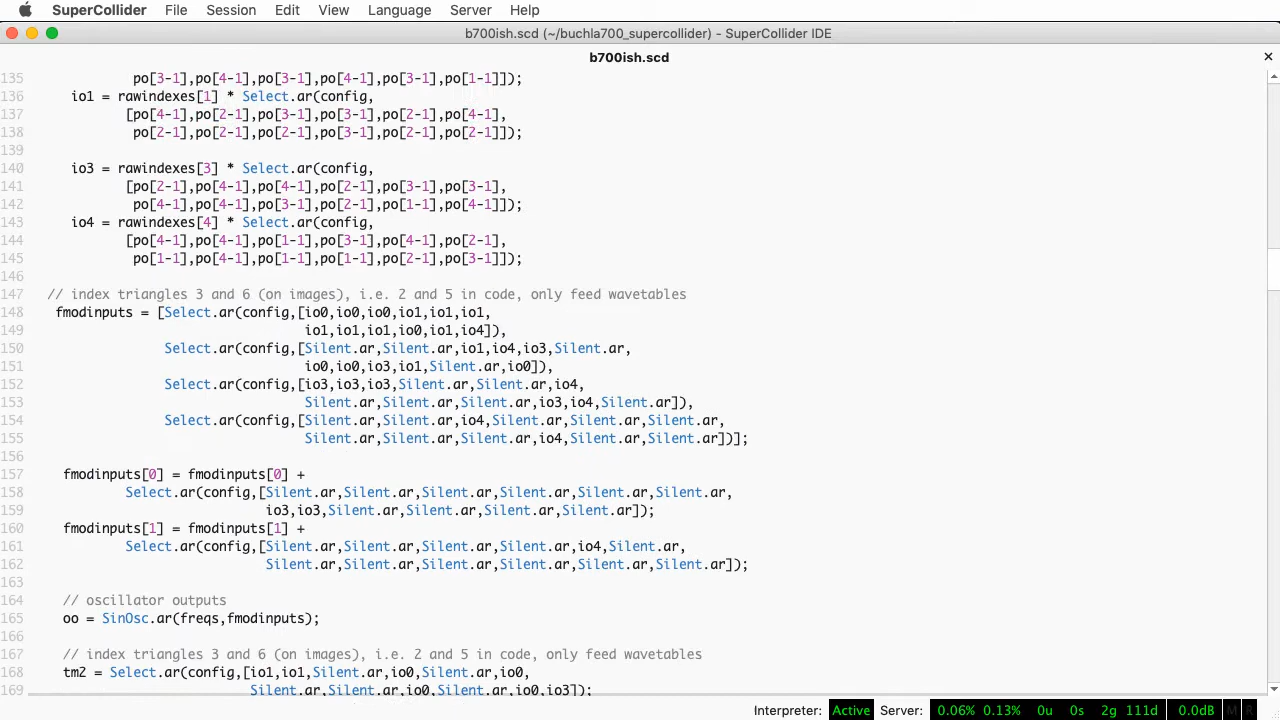 SuperCollider File Session Edit View Language Server Help
b700ish.scd (~/buchla700_supercollider) - SuperCollider IDE
b700ish.scd ×
135 po[3-1],po[4-1],po[3-1],po[4-1],po[3-1],po[1-1]]);
136 io1 = rawindexes[1] * Select.ar(config,
137 [po[4-1],po[2-1],po[3-1],po[3-1],po[2-1],po[4-1],
138 po[2-1],po[2-1],po[2-1],po[3-1],po[2-1],po[2-1]]);
139
140 io3 = rawindexes[3] * Select.ar(config,
141 [po[2-1],po[4-1],po[4-1],po[2-1],po[3-1],po[3-1],
142 po[4-1],po[4-1],po[3-1],po[2-1],po[1-1],po[4-1]]);
143 io4 = rawindexes[4] * Select.ar(config,
144 [po[4-1],po[4-1],po[1-1],po[3-1],po[4-1],po[2-1],
145 po[1-1],po[4-1],po[1-1],po[1-1],po[2-1],po[3-1]]);
146
147 // index triangles 3 and 6 (on images), i.e. 2 and 5 in code, only feed wavetables
148 fmodinputs = [Select.ar(config,[io0,io0,io0,io1,io1,io1,
149 io1,io1,io1,io0,io1,io4]),
150 Select.ar(config,[Silent.ar,Silent.ar,io1,io4,io3,Silent.ar,
151 io0,io0,io3,io1,Silent.ar,io0]),
152 Select.ar(config,[io3,io3,io3,Silent.ar,Silent.ar,io4,
153 Silent.ar,Silent.ar,Silent.ar,io3,io4,Silent.ar]),
154 Select.ar(config,[Silent.ar,Silent.ar,io4,Silent.ar,Silent.ar,Silent.ar,
155 Silent.ar,Silent.ar,Silent.ar,io4,Silent.ar,Silent.ar])];
156
157 fmodinputs[0] = fmodinputs[0] +
158 Select.ar(config,[Silent.ar,Silent.ar,Silent.ar,Silent.ar,Silent.ar,Silent.ar,
159 io3,io3,Silent.ar,Silent.ar,Silent.ar,Silent.ar]);
160 fmodinputs[1] = fmodinputs[1] +
161 Select.ar(config,[Silent.ar,Silent.ar,Silent.ar,Silent.ar,io4,Silent.ar,
162 Silent.ar,Silent.ar,Silent.ar,Silent.ar,Silent.ar,Silent.ar]);
163
164 // oscillator outputs
165 oo = SinOsc.ar(freqs,fmodinputs);
166
167 // index triangles 3 and 6 (on images), i.e. 2 and 5 in code, only feed wavetables
168 tm2 = Select.ar(config,[io1,io1,Silent.ar,io0,Silent.ar,io0,
169 Silent.ar,Silent.ar,io0,Silent.ar,io0,io3]);
Interpreter: Active Server: 0.06% 0.13% 0u 0s 2g 111d 0.0dB M R